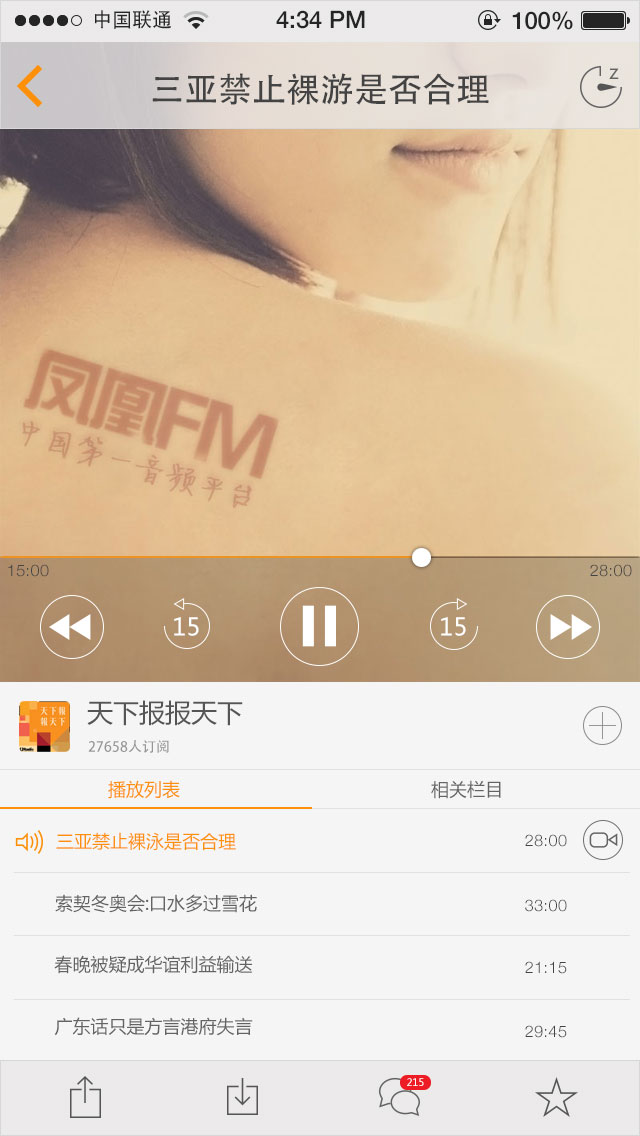 中国联通
4:34 PM
100%
三亚禁止裸游是否合理
z
凤凰FM
中国第一音频平台
15:00
28:00
15
15
天下报
报天下
天下报报天下
27658人订阅
播放列表
相关栏目
三亚禁止裸泳是否合理
28:00
索契冬奥会:口水多过雪花
33:00
春晚被疑成华谊利益输送
21:15
广东话只是方言港府失言
29:45
215